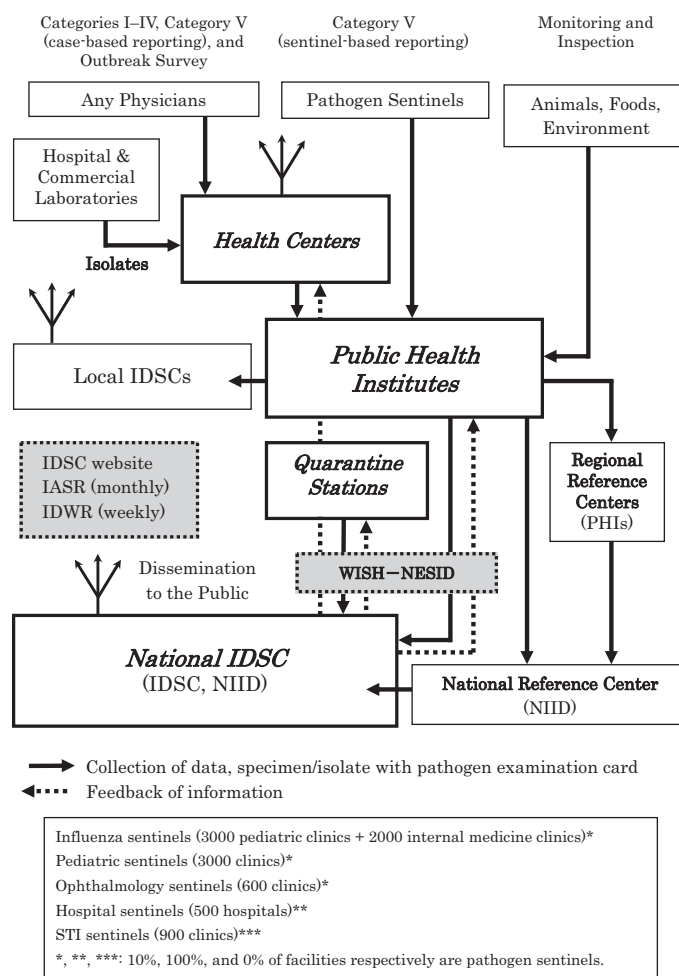 Categories I–IV, Category V
(case-based reporting), and
Outbreak Survey
Category V
(sentinel-based reporting)
Monitoring and
Inspection
Any Physicians
Pathogen Sentinels
Animals, Foods,
Environment
Hospital &
Commercial
Laboratories
Health Centers
Isolates
Public Health
Institutes
Local IDSCs
IDSC website
IASR (monthly)
IDWR (weekly)
Quarantine
Stations
Regional
Reference
Centers
(PHIs)
WISH–NESID
Dissemination
to the Public
National IDSC
(IDSC, NIID)
National Reference Center
(NIID)
Collection of data, specimen/isolate with pathogen examination card
Feedback of information
Influenza sentinels (3000 pediatric clinics + 2000 internal medicine clinics)*
Pediatric sentinels (3000 clinics)*
Ophthalmology sentinels (600 clinics)*
Hospital sentinels (500 hospitals)**
STI sentinels (900 clinics)***
*, **, ***: 10%, 100%, and 0% of facilities respectively are pathogen sentinels.